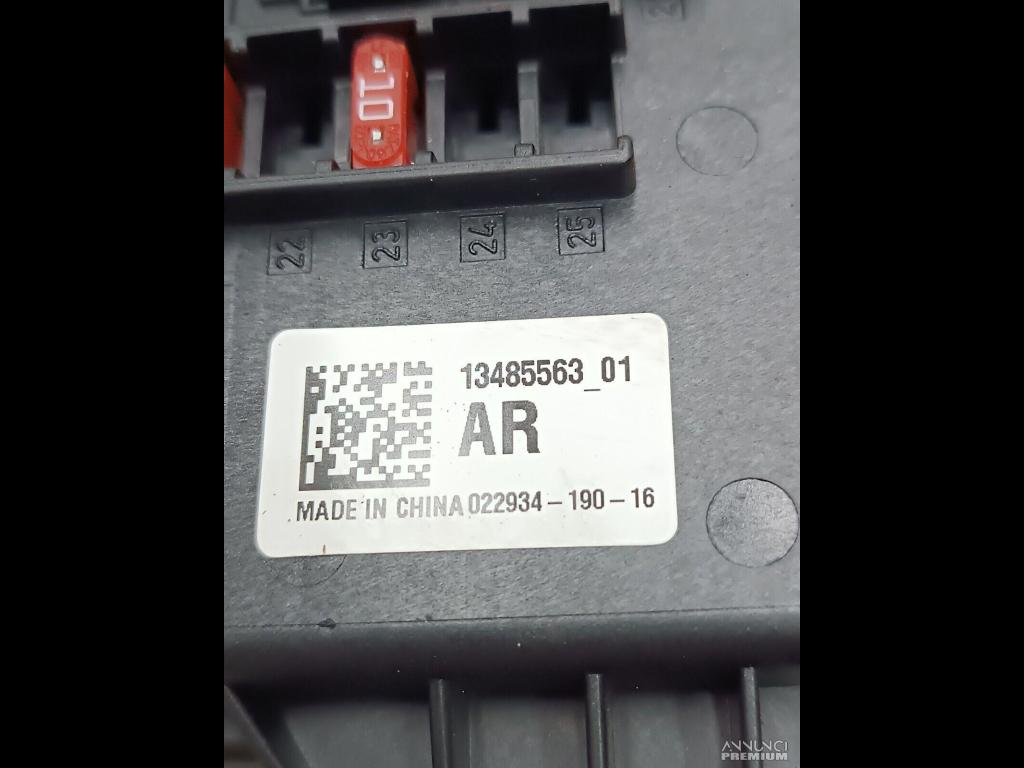 10
22
23
24
25
13485563_01
AR
MADE IN CHINA 022934-190-16
ANNUNCI
PREMIUM